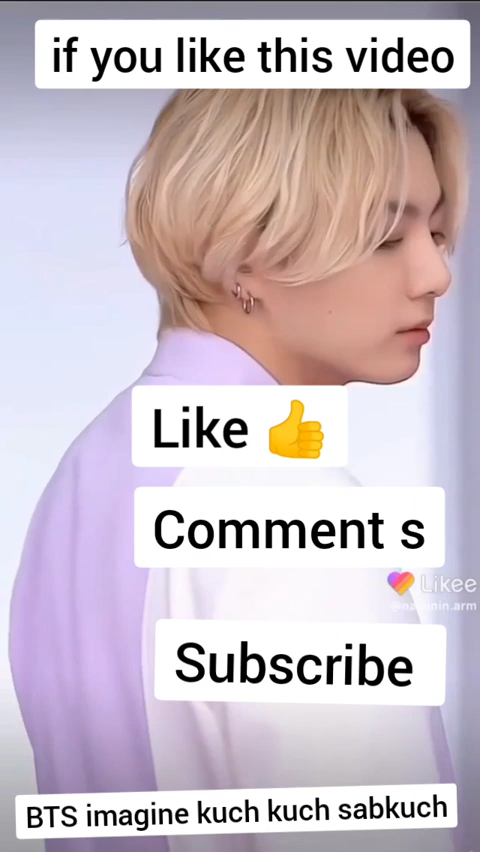 if you like this video
Like 👍
Comment s
Likee
Subscribe
BTS imagine kuch kuch sabkuch